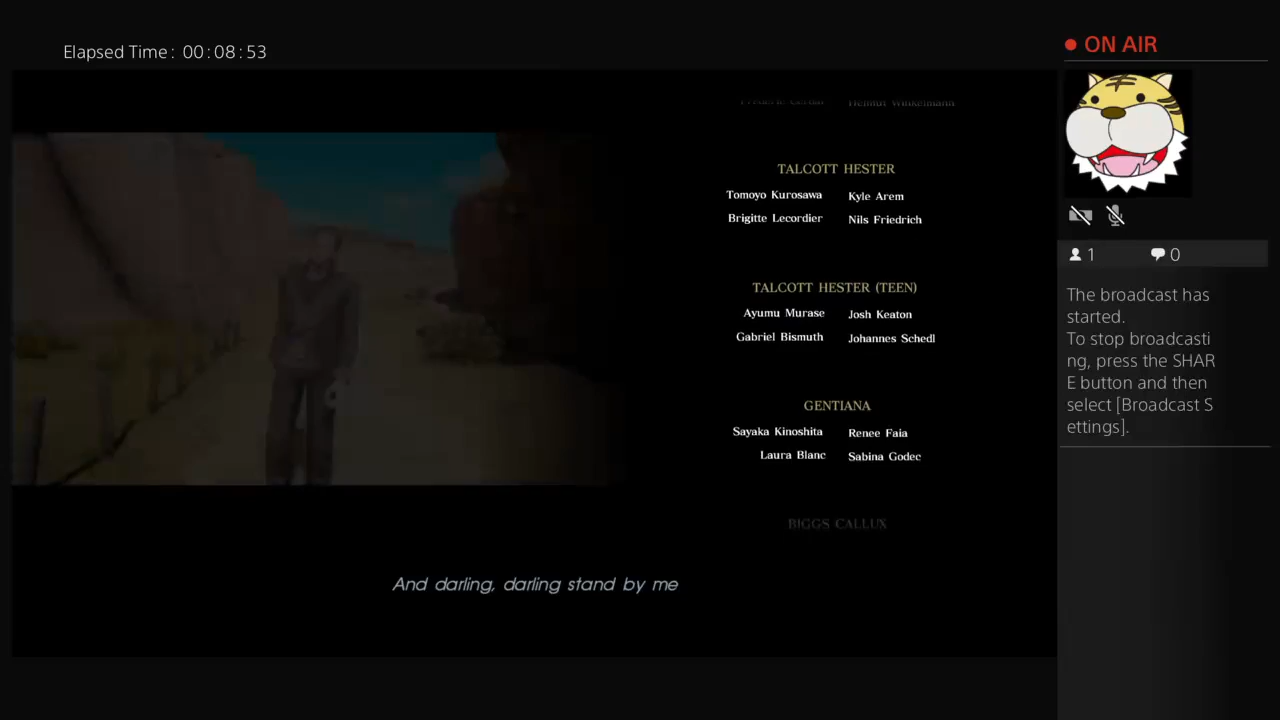 Elapsed Time: 00:08:53
ON AIR
TALCOTT HESTER
Tomoyo Kurosawa Kyle Arem
Brigitte Lecordier Nils Friedrich
TALCOTT HESTER (TEEN)
Ayumu Murase Josh Keaton
Gabriel Bismuth Johannes Schedl
GENTIANA
Sayaka Kinoshita Renee Faia
Laura Blanc Sabina Godec
BIGGS CALLUX
And darling, darling stand by me
1 0
The broadcast has
started.
To stop broadcasti
ng, press the SHAR
E button and then
select [Broadcast S
ettings].